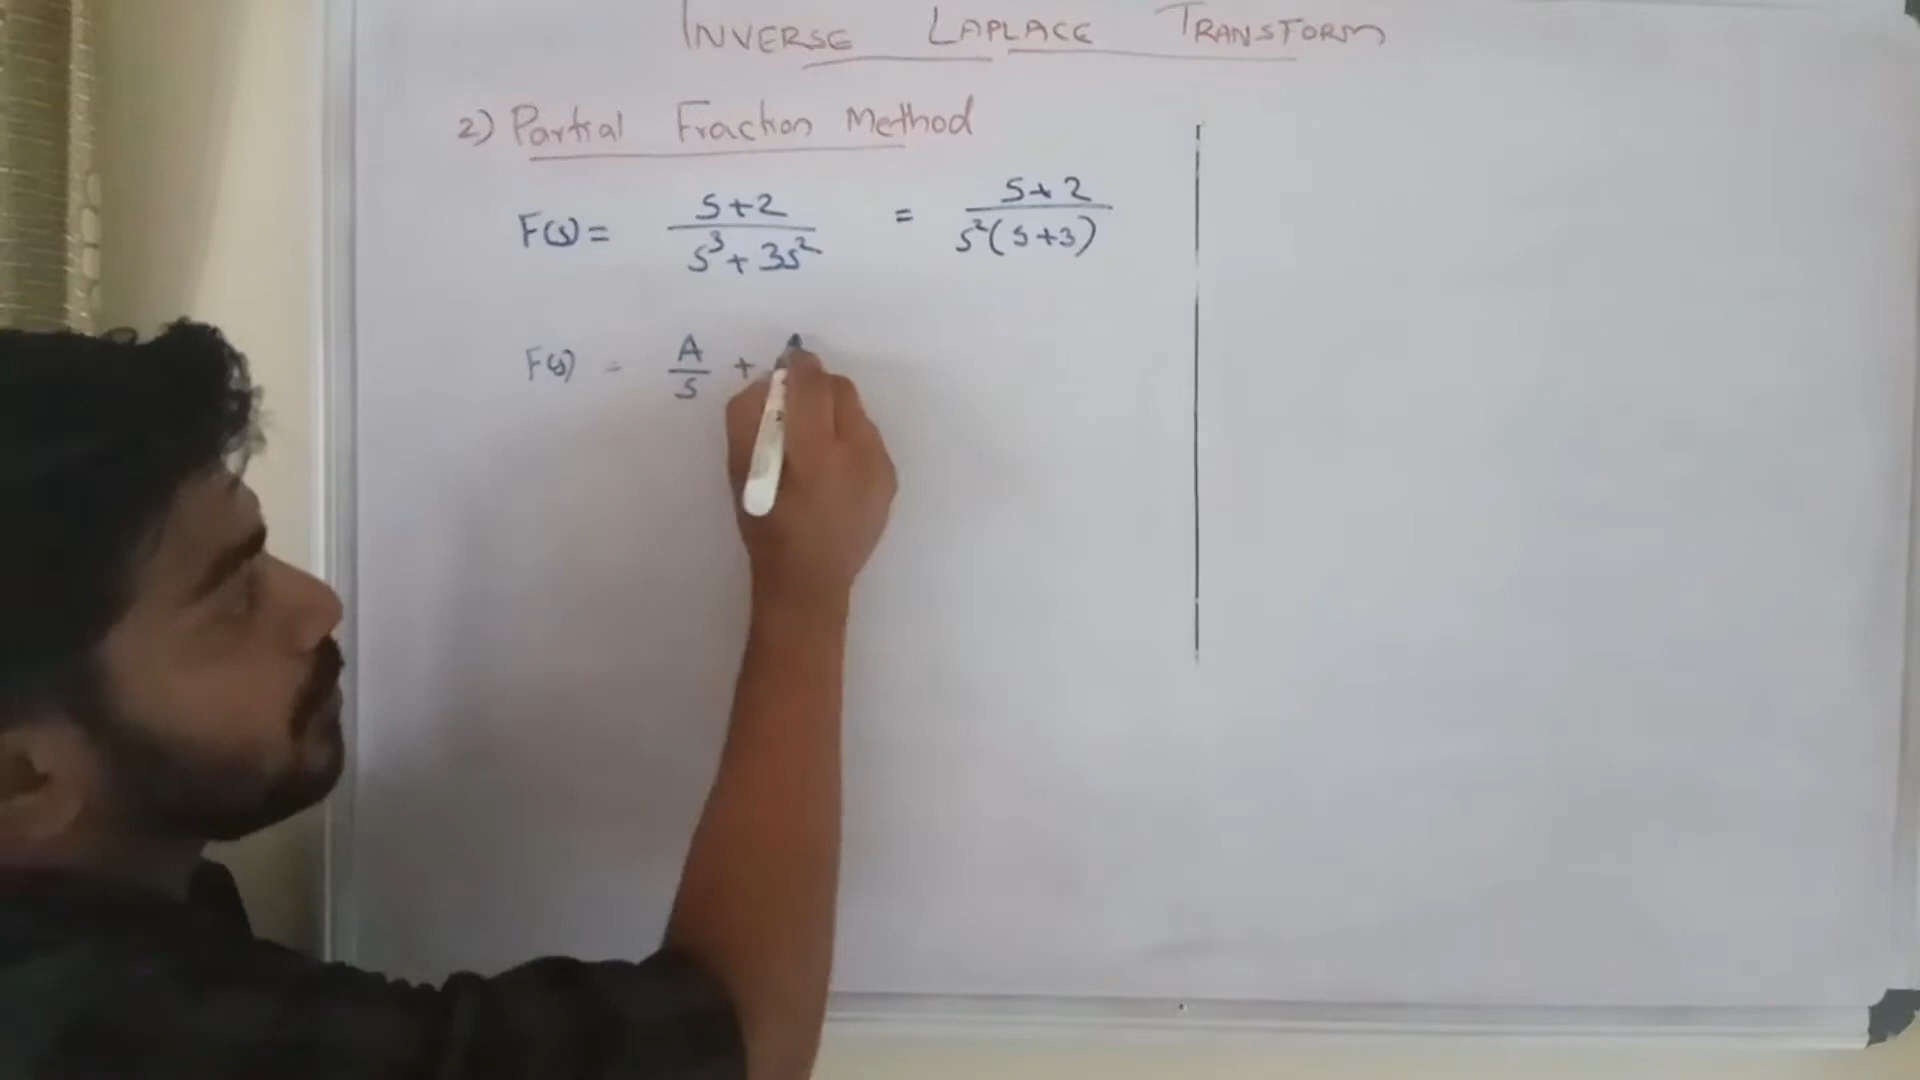 INVERSE LAPLACE TRANSFORM
2) Partial Fraction Method
F(s) = s+2 / s³ + 3s² = s+2 / s²(s+3)
F(s) = A / s +